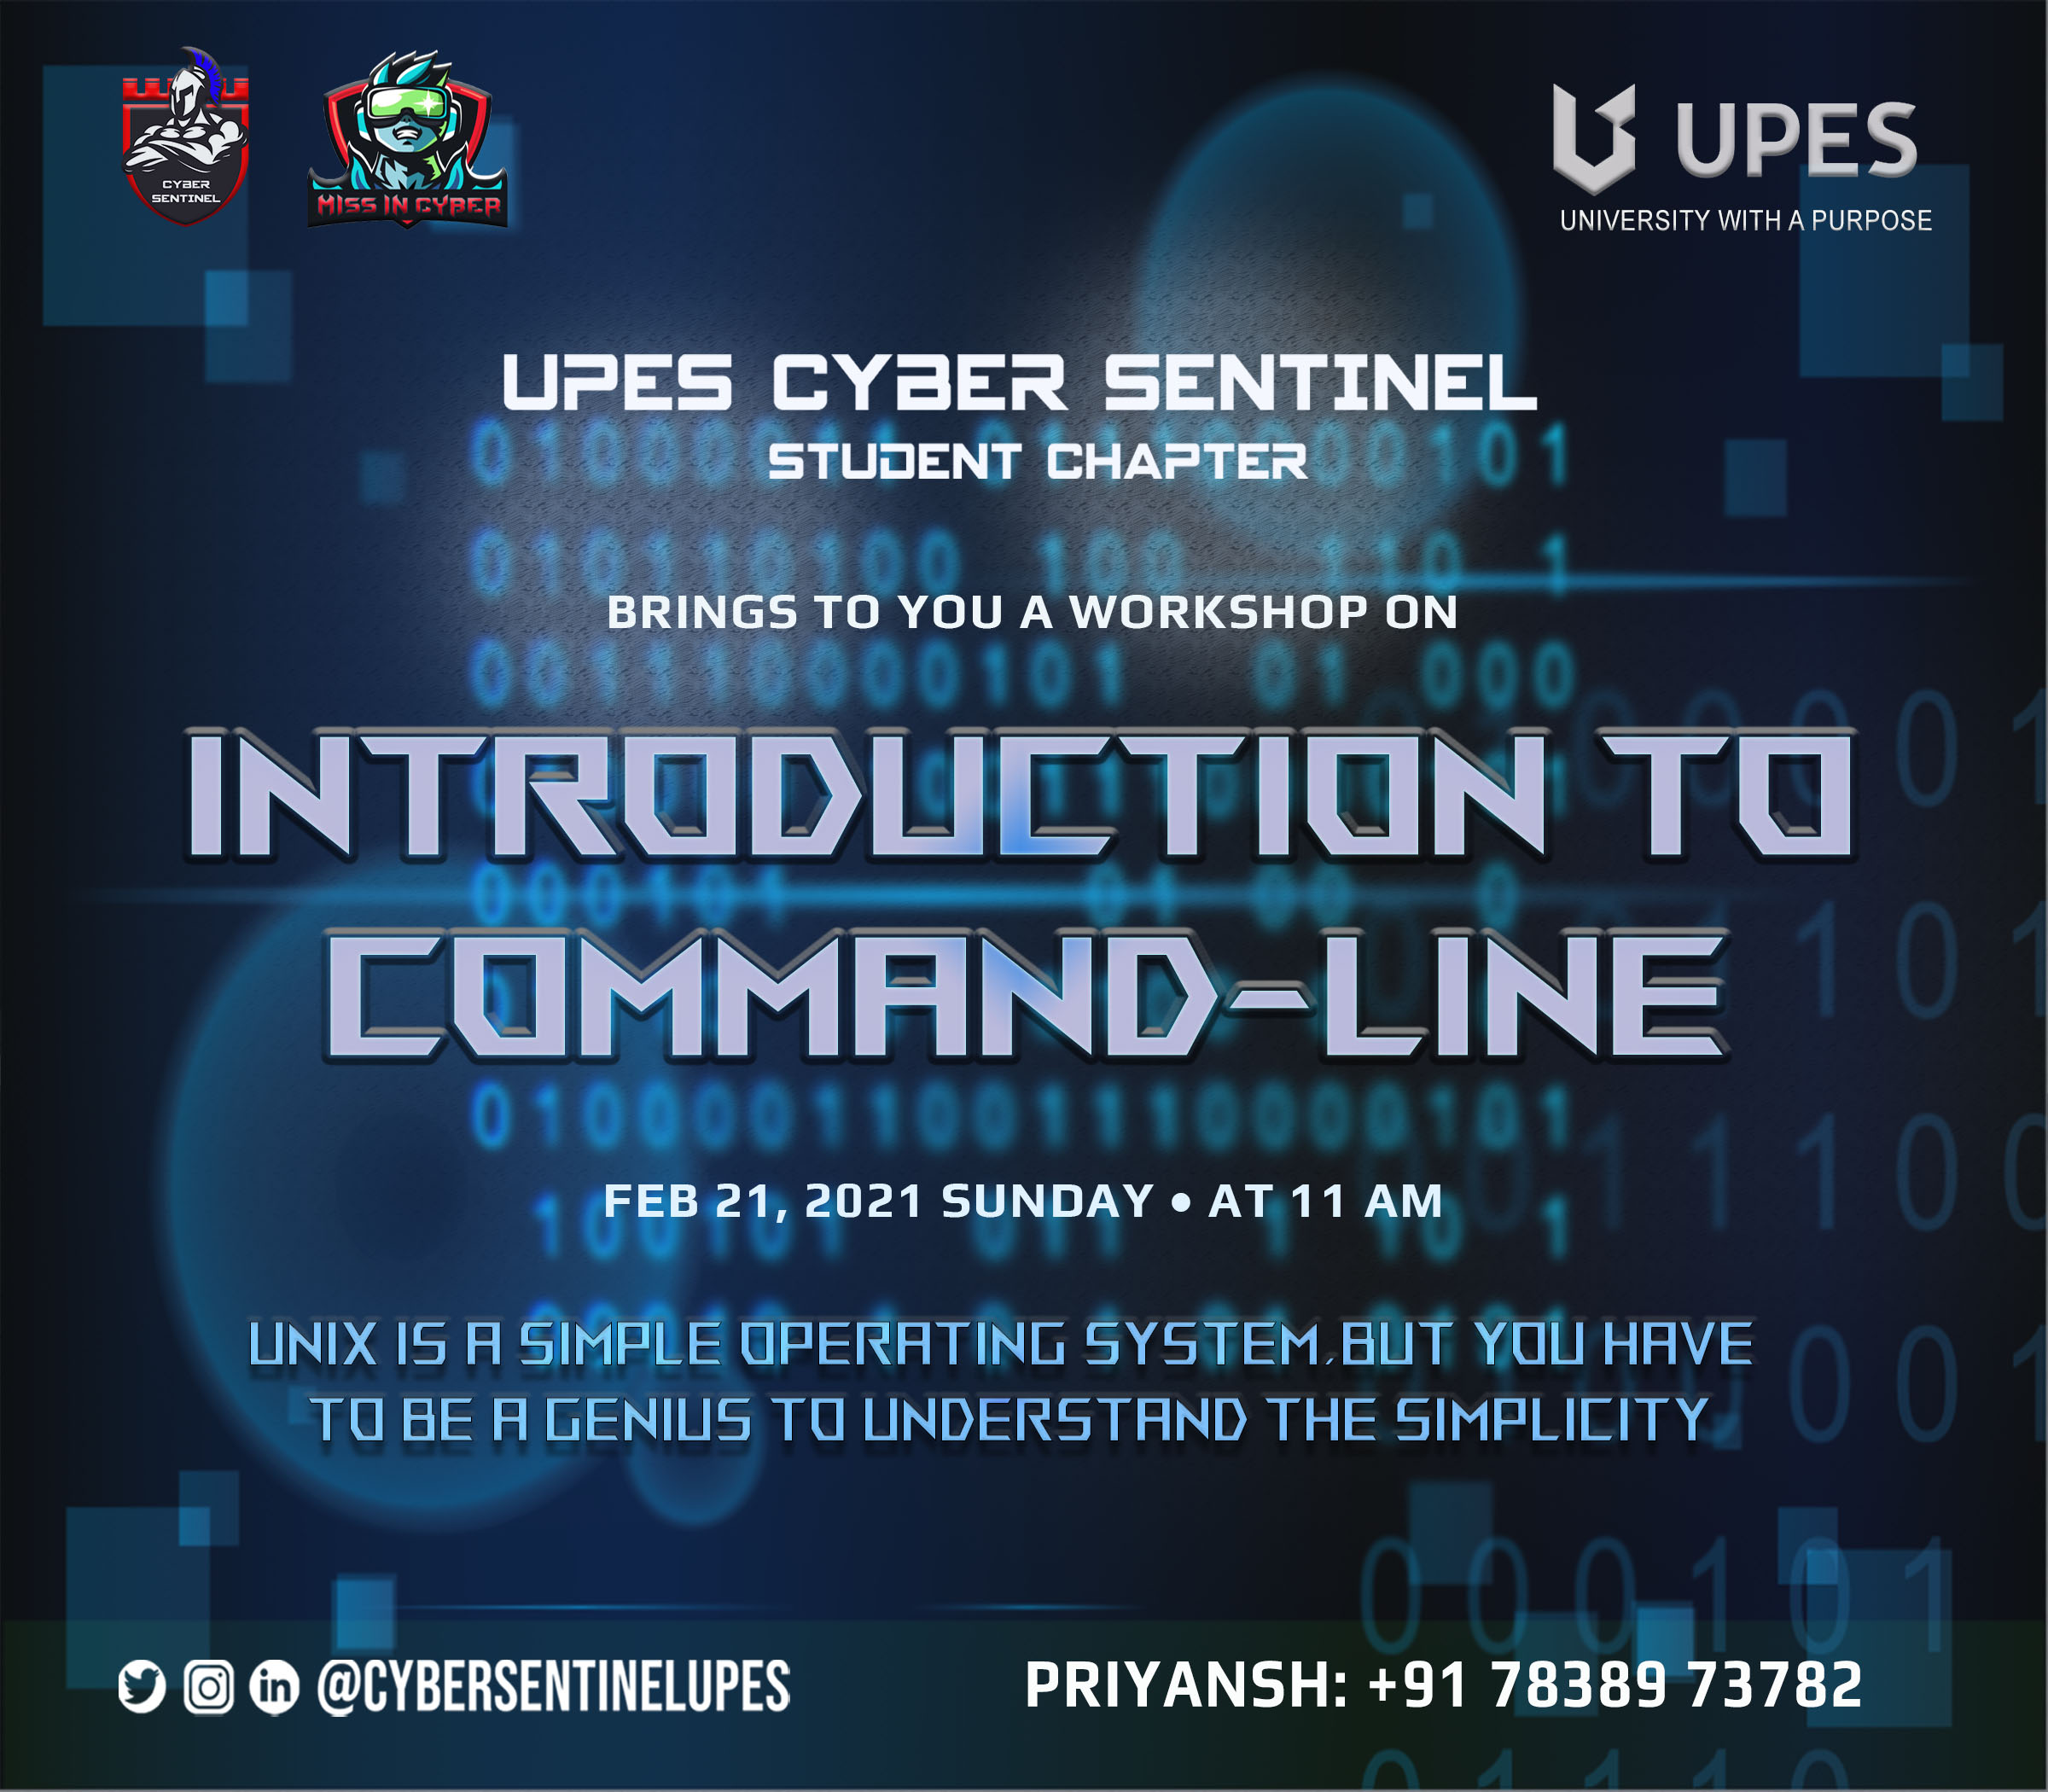 CYBER
SENTINEL
MISS IN CYBER
UPES
UNIVERSITY WITH A PURPOSE
UPES CYBER SENTINEL
STUDENT CHAPTER
BRINGS TO YOU A WORKSHOP ON
INTRODUCTION TO
COMMAND-LINE
FEB 21, 2021 SUNDAY • AT 11 AM
UNIX IS A SIMPLE OPERATING SYSTEM,BUT YOU HAVE
TO BE A GENIUS TO UNDERSTAND THE SIMPLICITY
@CYBERSENTINELUPES
PRIYANSH: +91 78389 73782